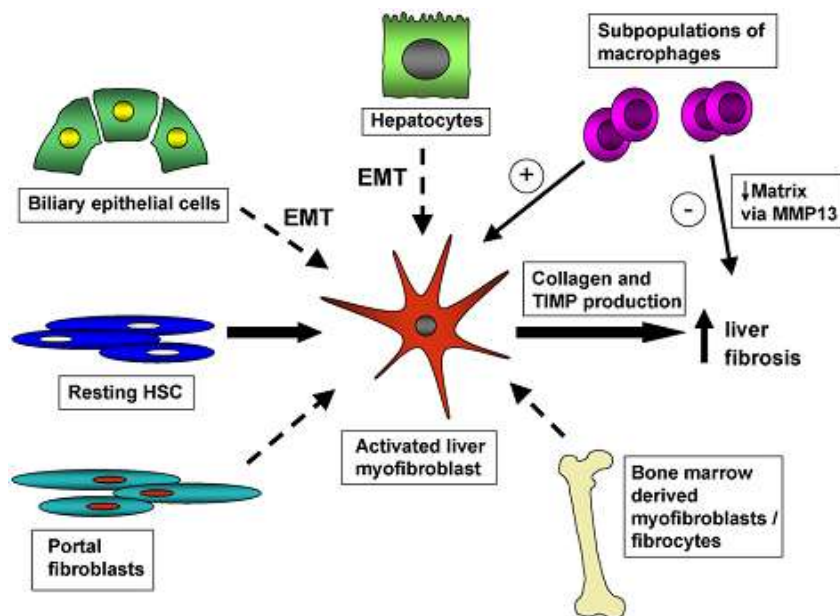 Subpopulations of
macrophages
Hepatocytes
Biliary epithelial cells
EMT
EMT
+
-
↓Matrix
via MMP13
Collagen and
TIMP production
↑ liver
fibrosis
Resting HSC
Activated liver
myofibroblast
Portal
fibroblasts
Bone marrow
derived
myofibroblasts /
fibrocytes